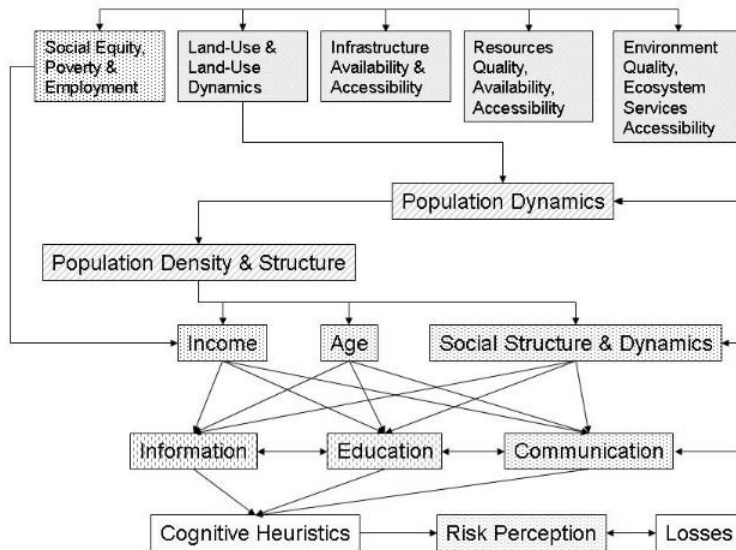 Social Equity,
Poverty &
Employment
Land-Use &
Land-Use
Dynamics
Infrastructure
Availability &
Accessibility
Resources
Quality,
Availability,
Accessibility
Environment
Quality,
Ecosystem
Services
Accessibility
Population Dynamics
Population Density & Structure
Income
Age
Social Structure & Dynamics
Information
Education
Communication
Cognitive Heuristics
Risk Perception
Losses